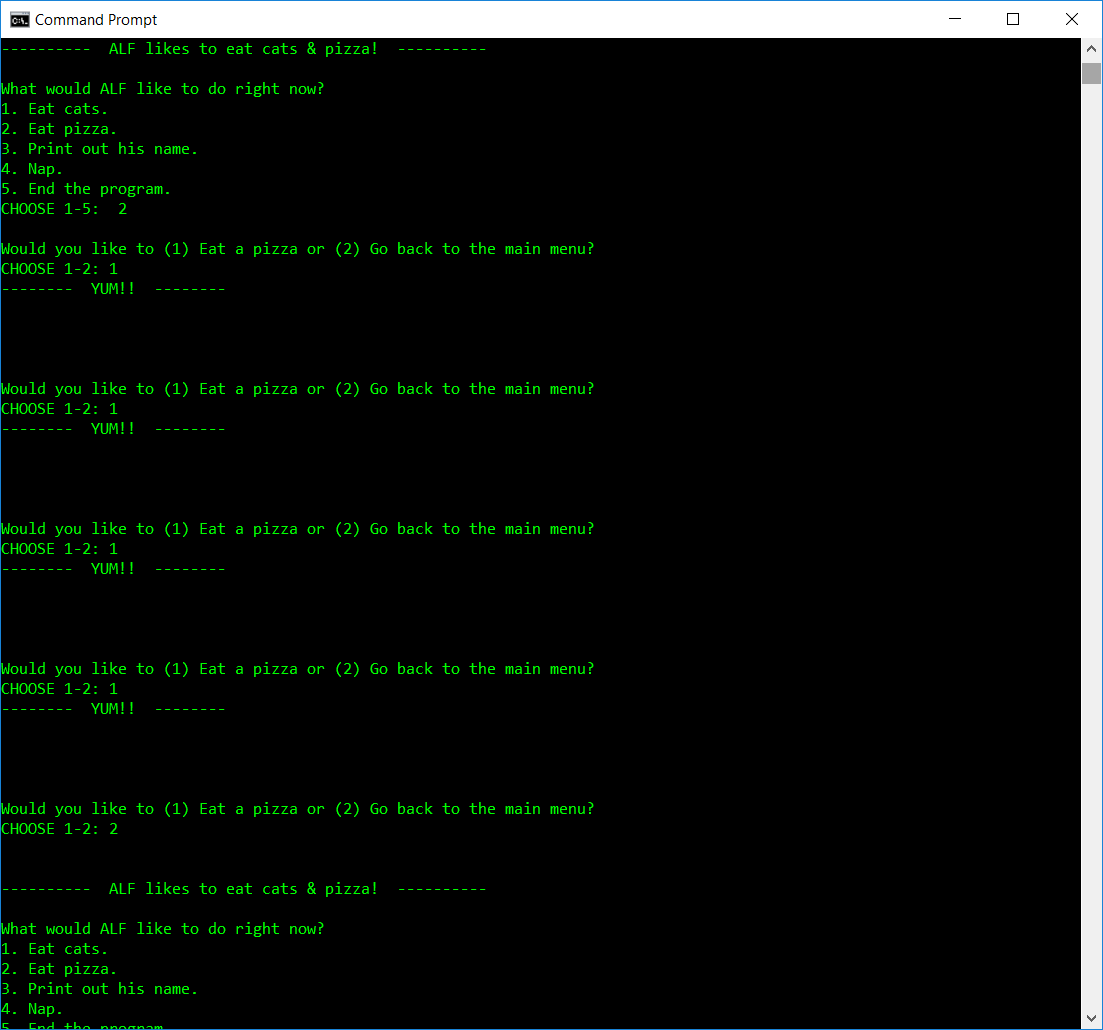 Command Prompt
----------  ALF likes to eat cats & pizza!  ----------
What would ALF like to do right now?
1. Eat cats.
2. Eat pizza.
3. Print out his name.
4. Nap.
5. End the program.
CHOOSE 1-5:  2
Would you like to (1) Eat a pizza or (2) Go back to the main menu?
CHOOSE 1-2: 1
--------  YUM!!  --------
Would you like to (1) Eat a pizza or (2) Go back to the main menu?
CHOOSE 1-2: 1
--------  YUM!!  --------
Would you like to (1) Eat a pizza or (2) Go back to the main menu?
CHOOSE 1-2: 1
--------  YUM!!  --------
Would you like to (1) Eat a pizza or (2) Go back to the main menu?
CHOOSE 1-2: 1
--------  YUM!!  --------
Would you like to (1) Eat a pizza or (2) Go back to the main menu?
CHOOSE 1-2: 2
----------  ALF likes to eat cats & pizza!  ----------
What would ALF like to do right now?
1. Eat cats.
2. Eat pizza.
3. Print out his name.
4. Nap.
5. End the program.